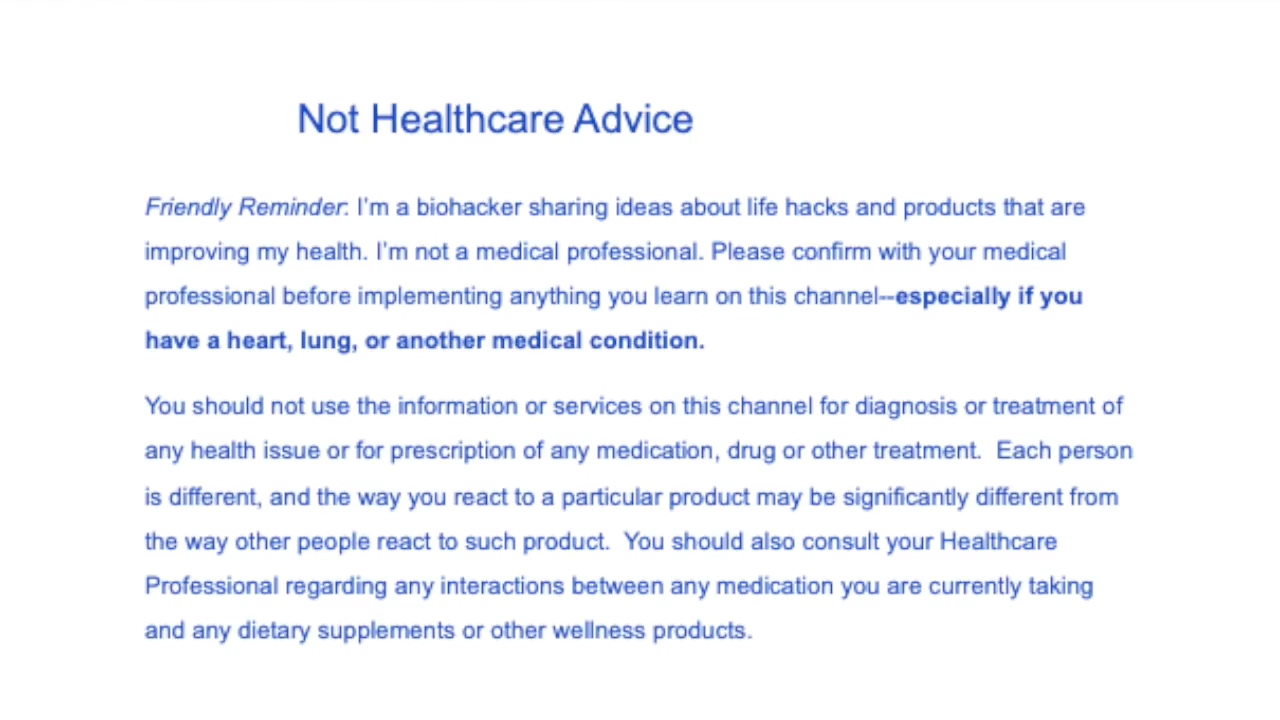 Not Healthcare Advice
Friendly Reminder: I'm a biohacker sharing ideas about life hacks and products that are
improving my health. I'm not a medical professional. Please confirm with your medical
professional before implementing anything you learn on this channel--especially if you
have a heart, lung, or another medical condition.
You should not use the information or services on this channel for diagnosis or treatment of
any health issue or for prescription of any medication, drug or other treatment.  Each person
is different, and the way you react to a particular product may be significantly different from
the way other people react to such product.  You should also consult your Healthcare
Professional regarding any interactions between any medication you are currently taking
and any dietary supplements or other wellness products.